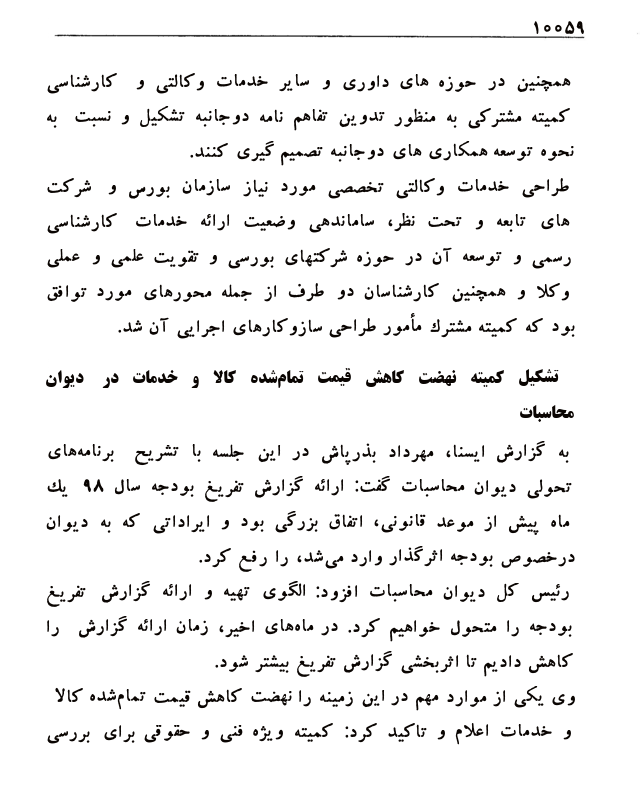 ۱۰۰۵۹
همچنین در حوزه های داوری و سایر خدمات وکالتی و کارشناسی
کمیته مشترکی به منظور تدوین تفاهم نامه دوجانبه تشکیل و نسبت به
نحوه توسعه همکاری های دوجانبه تصمیم گیری کنند.
طراحی خدمات وکالتی تخصصی مورد نیاز سازمان بورس و شرکت
های تابعه و تحت نظر، ساماندهی وضعیت ارائه خدمات کارشناسی
رسمی و توسعه آن در حوزه شرکتهای بورسی و تقویت علمی و عملی
وکلا و همچنین کارشناسان دو طرف از جمله محورهای مورد توافق
بود که کمیته مشترك مأمور طراحی سازوکارهای اجرایی آن شد.
تشکیل کمیته نهضت کاهش قیمت تمام‌شده کالا و خدمات در دیوان
محاسبات
به گزارش ایسنا، مهرداد بذرپاش در این جلسه با تشریح برنامه‌های
تحولی دیوان محاسبات گفت: ارائه گزارش تفریغ بودجه سال ۹۸ یك
ماه پیش از موعد قانونی، اتفاق بزرگی بود و ایراداتی که به دیوان
درخصوص بودجه اثرگذار وارد می‌شد، را رفع کرد.
رئیس کل دیوان محاسبات افزود: الگوی تهیه و ارائه گزارش تفریغ
بودجه را متحول خواهیم کرد. در ماه‌های اخیر، زمان ارائه گزارش را
کاهش دادیم تا اثربخشی گزارش تفریغ بیشتر شود.
وی یکی از موارد مهم در این زمینه را نهضت کاهش قیمت تمام‌شده کالا
و خدمات اعلام و تاکید کرد: کمیته ویژه فنی و حقوقی برای بررسی